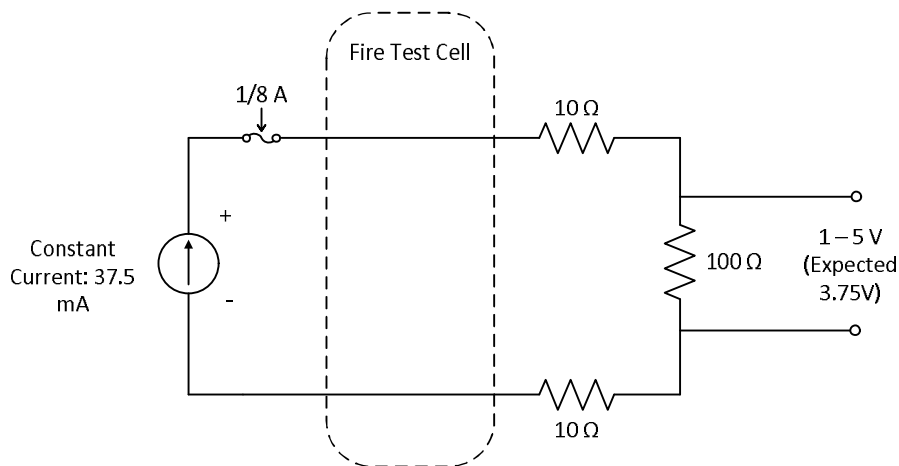 Fire Test Cell
1/8 A
10 Ω
+
Constant
Current: 37.5
mA
-
100 Ω
1 – 5 V
(Expected
3.75V)
10 Ω